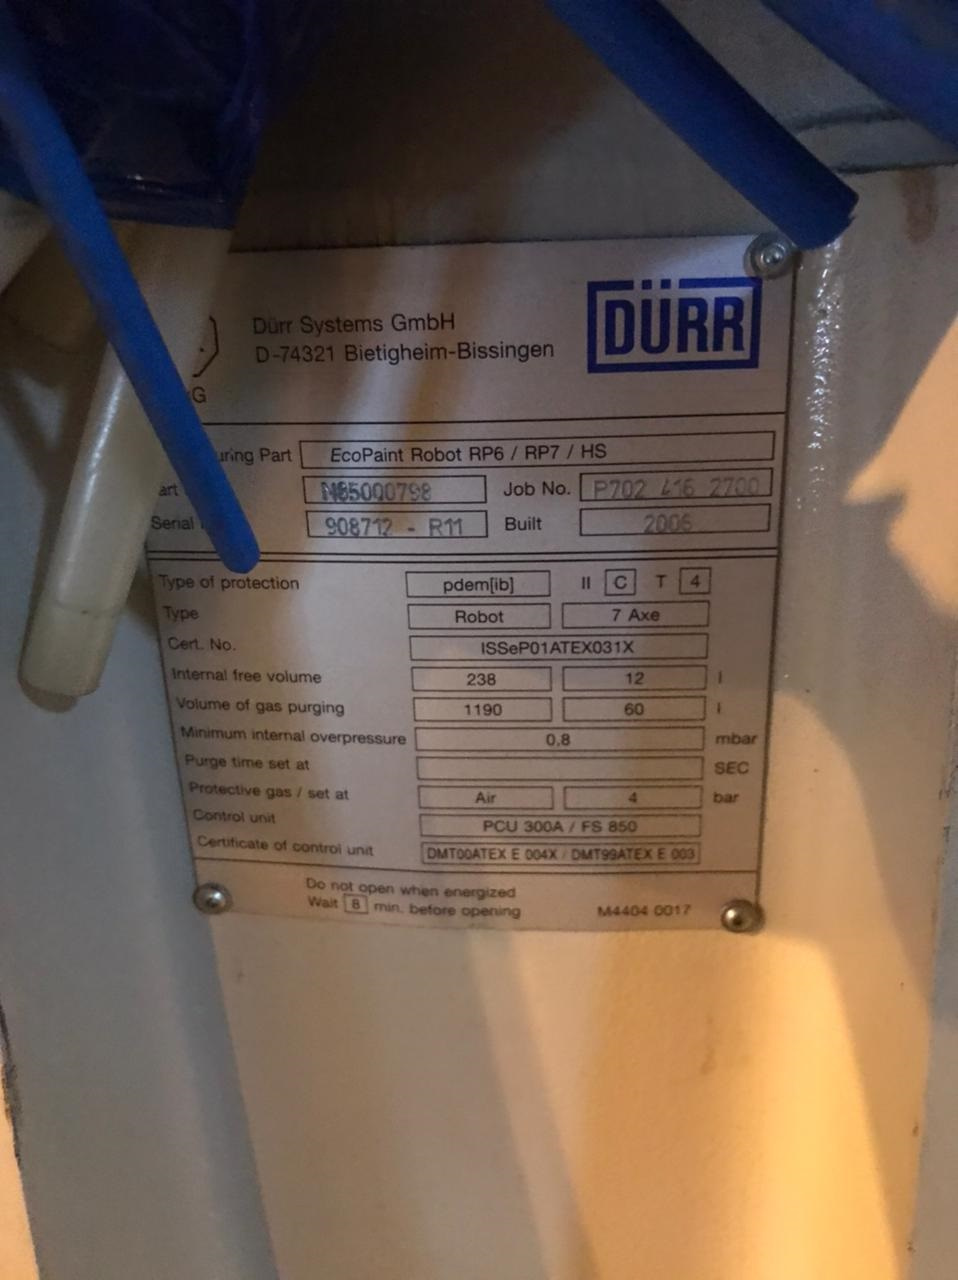 Dürr Systems GmbH
D-74321 Bietigheim-Bissingen
DÜRR
G
uring Part EcoPaint Robot RP6 / RP7 / HS
art N65000798 Job No. P702 416 2700
Serial 908712 - R11 Built 2006
Type of protection pdem[ib] II C T 4
Type Robot 7 Axe
Cert. No. ISSeP01ATEX031X
Internal free volume 238 12 l
Volume of gas purging 1190 60 l
Minimum internal overpressure 0,8 mbar
Purge time set at SEC
Protective gas / set at Air 4 bar
Control unit PCU 300A / FS 850
Certificate of control unit DMT00ATEX E 004X / DMT99ATEX E 003
Do not open when energized
Wait 8 min. before opening M4404 0017